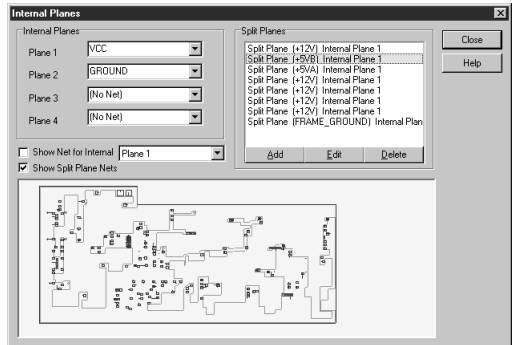 Internal Planes
Internal Planes
Plane 1
VCC
Plane 2
GROUND
Plane 3
(No Net)
Plane 4
(No Net)
Show Net for Internal
Plane 1
Show Split Plane Nets
Split Planes
Split Plane (+12V) Internal Plane 1
Split Plane (+5VB) Internal Plane 1
Split Plane (+5VA) Internal Plane 1
Split Plane (+12V) Internal Plane 1
Split Plane (+12V) Internal Plane 1
Split Plane (+12V) Internal Plane 1
Split Plane (+12V) Internal Plane 1
Split Plane (FRAME_GROUND) Internal Plan
Add
Edit
Delete
Close
Help